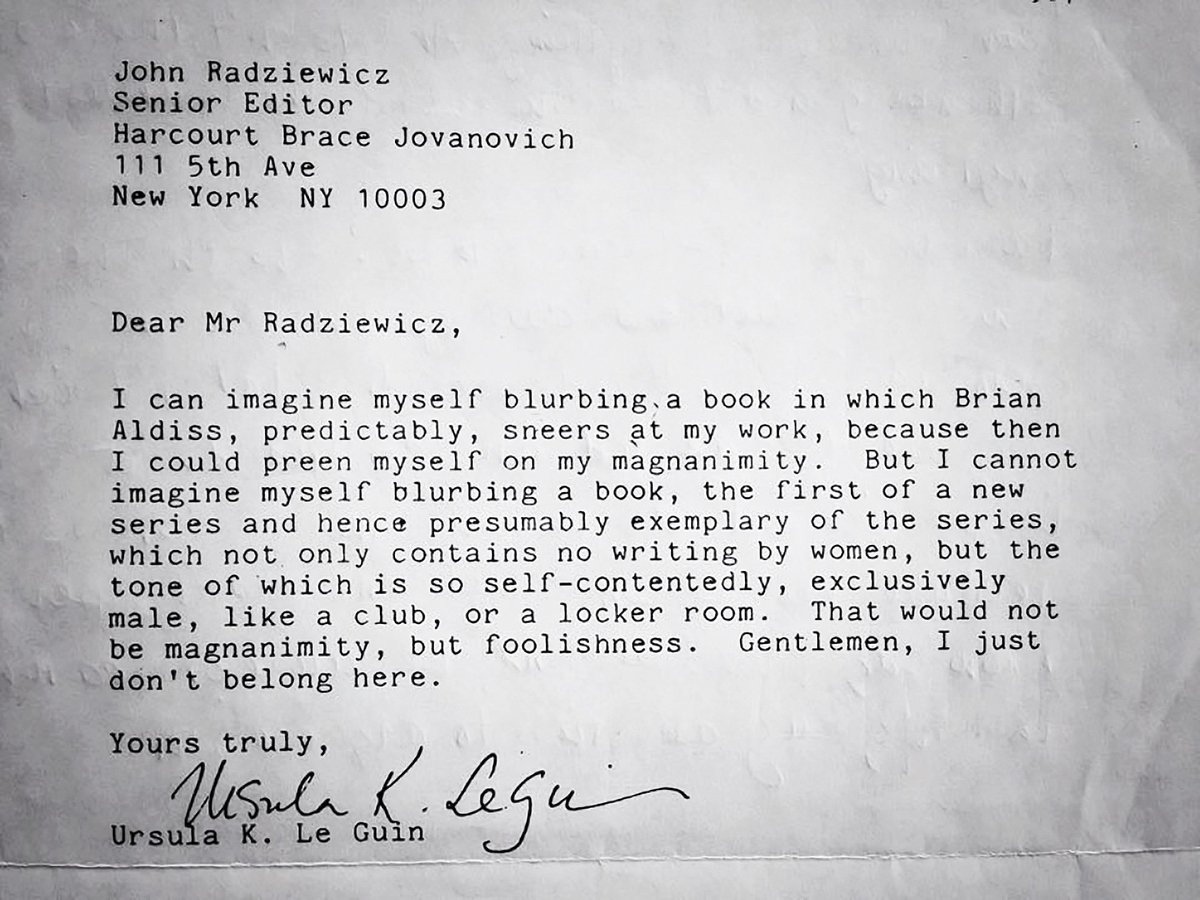 John Radziewicz
Senior Editor
Harcourt Brace Jovanovich
111 5th Ave
New York  NY 10003
Dear Mr Radziewicz,
I can imagine myself blurbing a book in which Brian
Aldiss, predictably, sneers at my work, because then
I could preen myself on my magnanimity.  But I cannot
imagine myself blurbing a book, the first of a new
series and hence presumably exemplary of the series,
which not only contains no writing by women, but the
tone of which is so self-contentedly, exclusively
male, like a club, or a locker room.  That would not
be magnanimity, but foolishness.  Gentlemen, I just
don't belong here.
Yours truly,
Ursula K. Le Guin
Ursula K. Le Guin